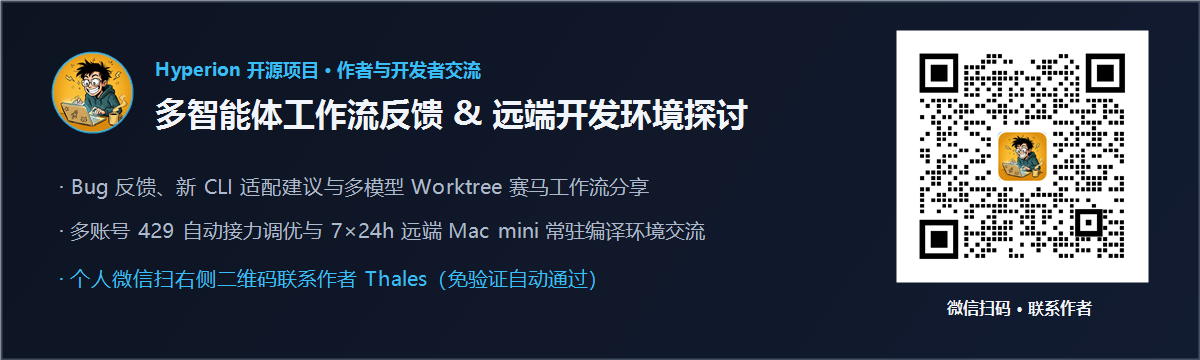 Hyperion 开源项目 • 作者与开发者交流
多智能体工作流反馈 & 远端开发环境探讨
· Bug 反馈、新 CLI 适配建议与多模型 Worktree 赛马工作流分享
· 多账号 429 自动接力调优与 7×24h 远端 Mac mini 常驻编译环境交流
· 个人微信扫右侧二维码联系作者 Thales（免验证自动通过）
微信扫码 • 联系作者